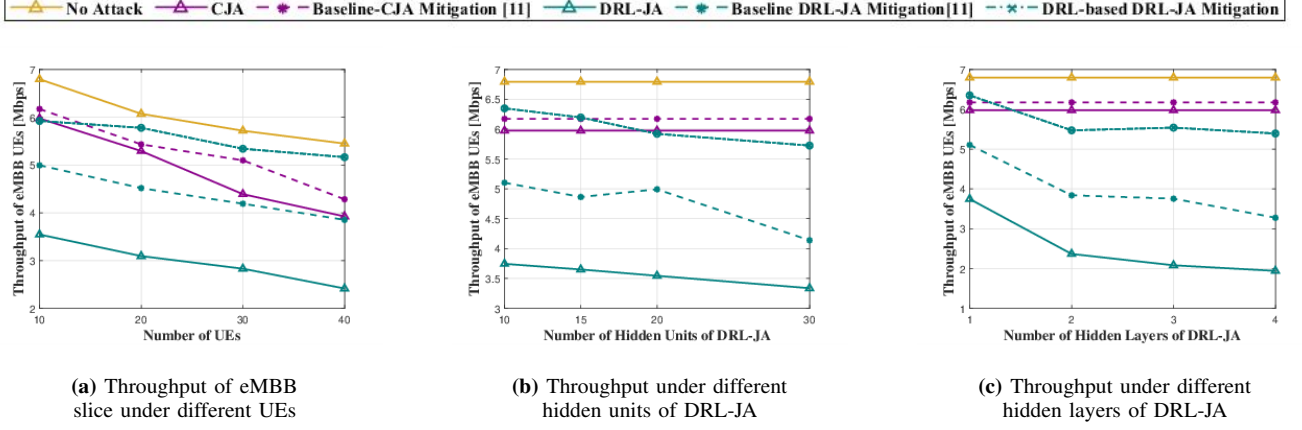 No Attack CJA Baseline-CJA Mitigation [11] DRL-JA Baseline DRL-JA Mitigation[11] DRL-based DRL-JA Mitigation
Throughput of eMBB UEs [Mbps]
7
6
5
4
3
2
10 20 30 40
Number of UEs
(a) Throughput of eMBB
slice under different UEs
Throughput of eMBB UEs [Mbps]
7
6.5
6
5.5
5
4.5
4
3.5
3
10 15 20 30
Number of Hidden Units of DRL-JA
(b) Throughput under different
hidden units of DRL-JA
Throughput of eMBB UEs [Mbps]
7
6
5
4
3
2
1
1 2 3 4
Number of Hidden Layers of DRL-JA
(c) Throughput under different
hidden layers of DRL-JA